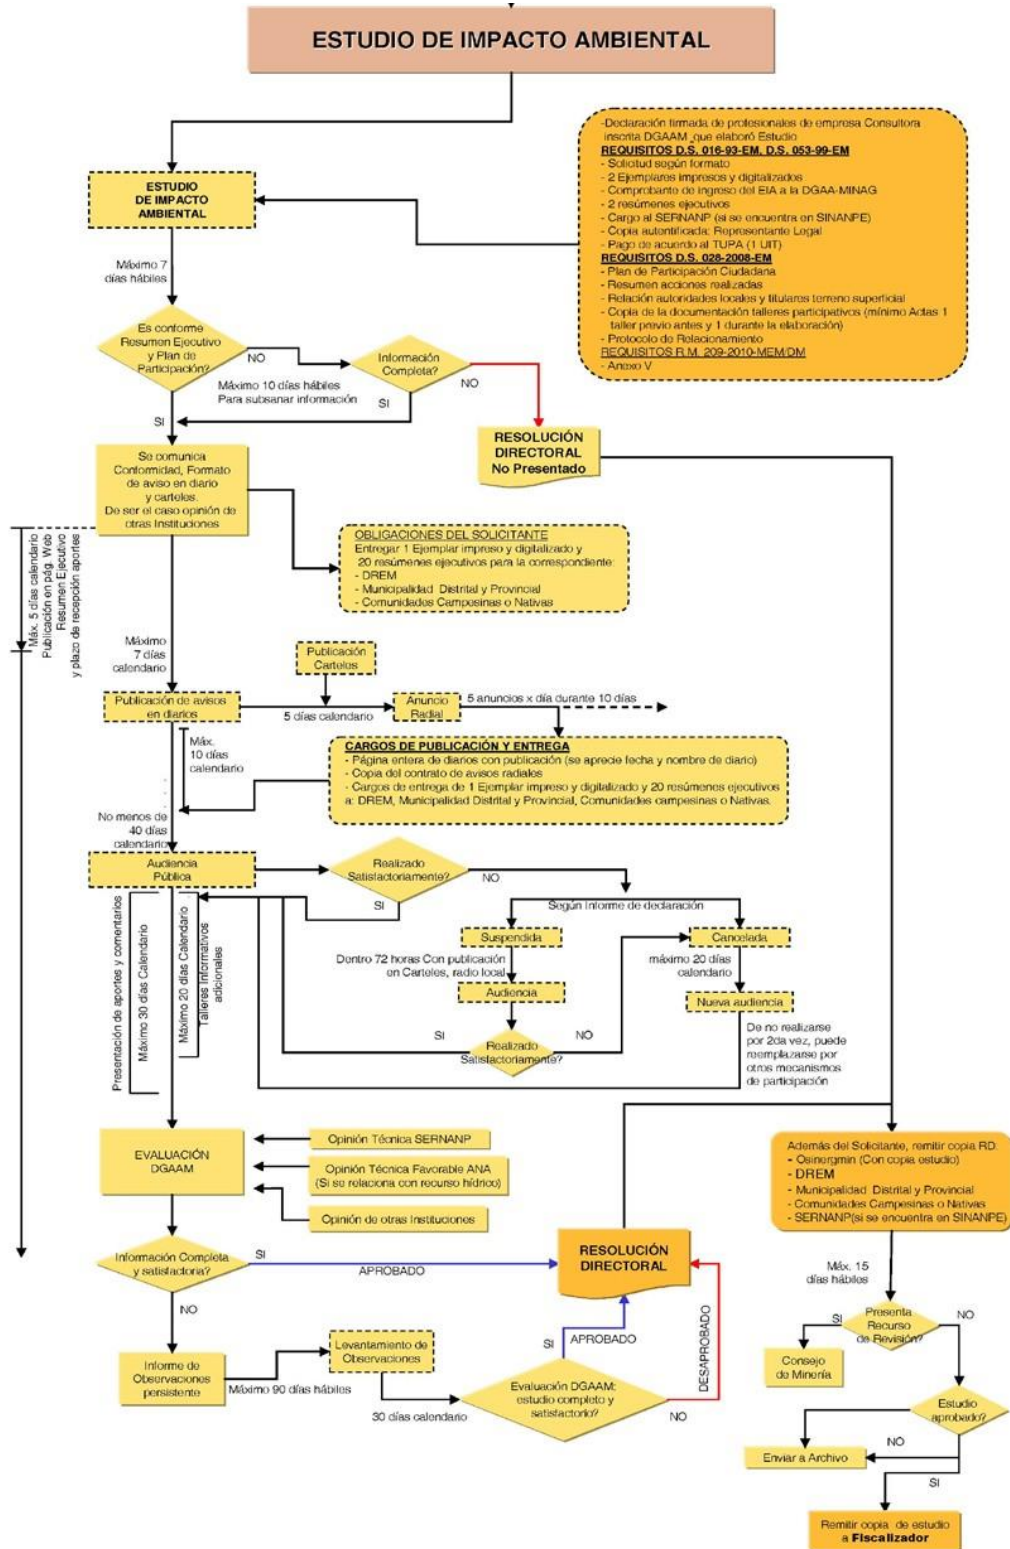 ESTUDIO DE IMPACTO AMBIENTAL
-Declaración firmada de profesionales de empresa Consultora
inscrita DGAAM que elaboró Estudio
REQUISITOS D.S. 016-93-EM, D.S. 053-99-EM
- Solicitud según formato
- 2 Ejemplares impresos y digitalizados
- Comprobante de ingreso del EIA a la DGAA-MINAG
- 2 resúmenes ejecutivos
- Cargo al SERNANP (si se encuentra en SINANPE)
- Copia autentificada: Representante Legal
- Pago de acuerdo al TUPA (1 UIT)
REQUISITOS D.S. 028-2008-EM
- Plan de Participación Ciudadana
- Resumen acciones realizadas
- Relación autoridades locales y titulares terreno superficial
- Copia de la documentación talleres participativos (mínimo Actas 1
taller previo antes y 1 durante la elaboración)
- Protocolo de Relacionamiento
REQUISITOS R.M. 209-2010-MEM/DM
- Anexo V
ESTUDIO
DE IMPACTO
AMBIENTAL
Máximo 7
días hábiles
Es conforme
Resumen Ejecutivo
y Plan de
Participación?
NO
Máximo 10 días hábiles
Para subsanar información
Información
Completa?
NO
SI
SI
RESOLUCIÓN
DIRECTORAL
No Presentado
Se comunica
Conformidad, Formato
de aviso en diario
y carteles.
De ser el caso opinión de
otras Instituciones
OBLIGACIONES DEL SOLICITANTE
Entregar 1 Ejemplar impreso y digitalizado y
20 resúmenes ejecutivos para la correspondiente:
- DREM
- Municipalidad Distrital y Provincial
- Comunidades Campesinas o Nativas
Máx. 5 días calendario
Publicación en pág. Web
Resumen Ejecutivo
y plazo de recepción aportes
Máximo
7 días
calendario
Publicación
Carteles
Publicación de avisos
en diarios
5 días calendario
Anuncio
Radial
5 anuncios x día durante 10 días
Máx.
10 días
calendario
CARGOS DE PUBLICACIÓN Y ENTREGA
- Página entera de diarios con publicación (se aprecie fecha y nombre de diario)
- Copia del contrato de avisos radiales
- Cargos de entrega de 1 Ejemplar impreso y digitalizado y 20 resúmenes ejecutivos
a: DREM, Municipalidad Distrital y Provincial, Comunidades campesinas o Nativas.
No menos de
40 días
calendario
Audiencia
Pública
Realizado
Satisfactoriamente?
NO
SI
Según Informe de declaración
Suspendida
Cancelada
Dentro 72 horas Con publicación
en Carteles, radio local
máximo 20 días
calendario
Audiencia
Nueva audiencia
SI
NO
Realizado
Satisfactoriamente?
De no realizarse
por 2da vez, puede
reemplazarse por
otros mecanismos
de participación
Presentación de aportes y comentarios
Máximo 30 días Calendario
Máximo 20 días Calendario
Talleres Informativos
adicionales
EVALUACIÓN
DGAAM
Opinión Técnica SERNANP
Opinión Técnica Favorable ANA
(Si se relaciona con recurso hídrico)
Opinión de otras Instituciones
Además del Solicitante, remitir copia RD:
- Osinergmin (Con copia estudio)
- DREM
- Municipalidad Distrital y Provincial
- Comunidades Campesinas o Nativas
- SERNANP(si se encuentra en SINANPE)
Información Completa
y satisfactoria?
SI
APROBADO
RESOLUCIÓN
DIRECTORAL
NO
Máx. 15
días hábiles
SI
Presenta
Recurso
de Revisión?
NO
Consejo
de Minería
Informe de
Observaciones
persistente
Máximo 90 días hábiles
Levantamiento de
Observaciones
30 días calendario
Evaluación DGAAM:
estudio completo y
satisfactorio?
SI
APROBADO
DESAPROBADO
NO
Estudio
aprobado?
NO
Enviar a Archivo
SI
Remitir copia de estudio
a Fiscalizador